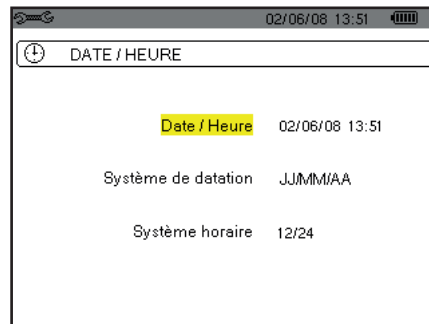 02/06/08 13:51
DATE / HEURE
Date / Heure 02/06/08 13:51
Système de datation JJ/MM/AA
Système horaire 12/24